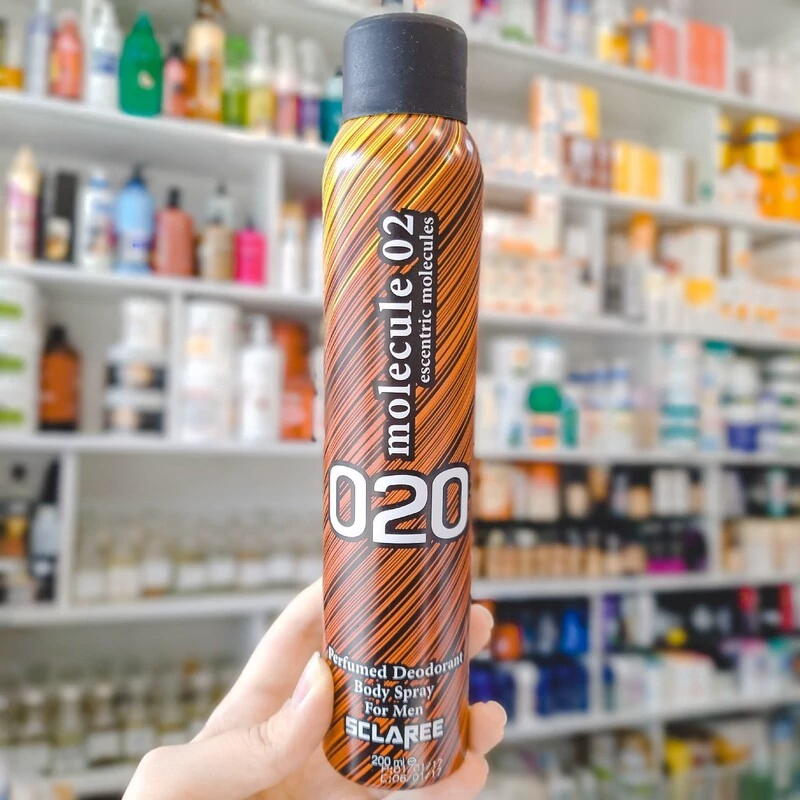 molecule 02
escentric molecules
020
Perfumed Deodorant
Body Spray
For Men
SCLAREE
200 ml e